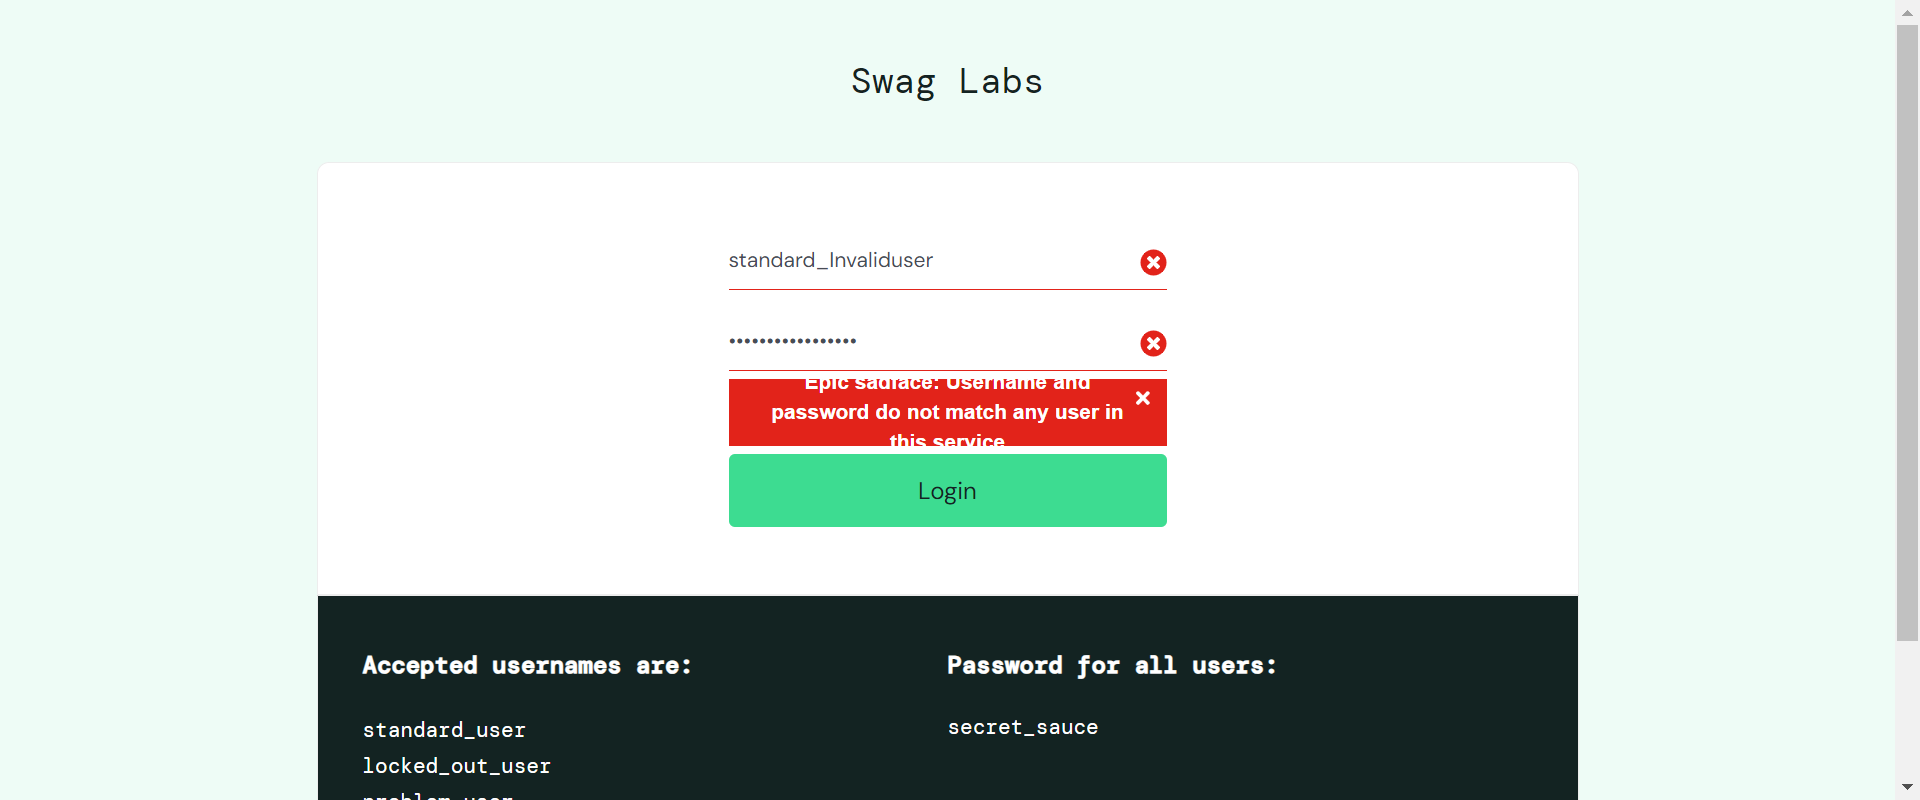 Swag Labs
standard_Invaliduser
•••••••••••••••••
Epic sadface: Username and
password do not match any user in
this service
Login
Accepted usernames are:
Password for all users:
standard_user
secret_sauce
locked_out_user
problem_user